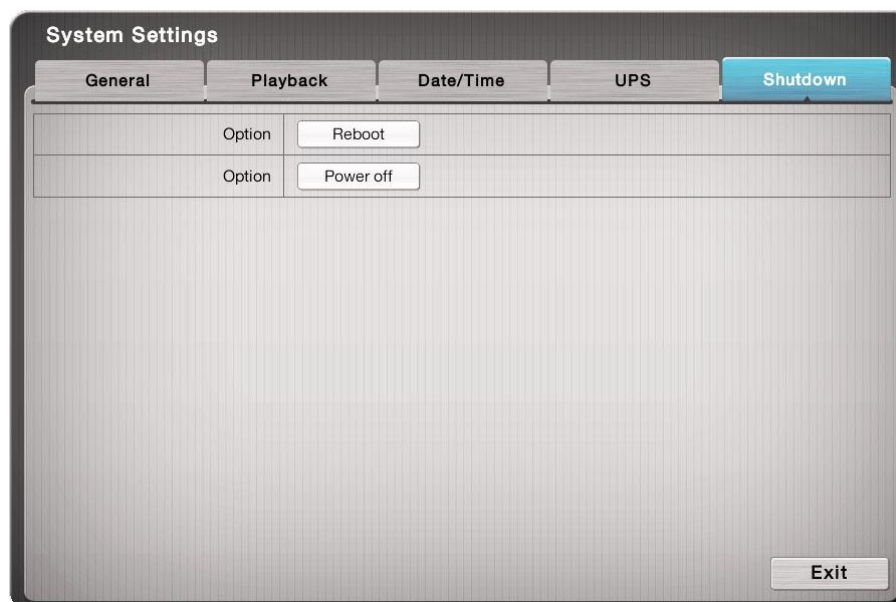 System Settings
General Playback Date/Time UPS Shutdown
Option Reboot
Option Power off
Exit